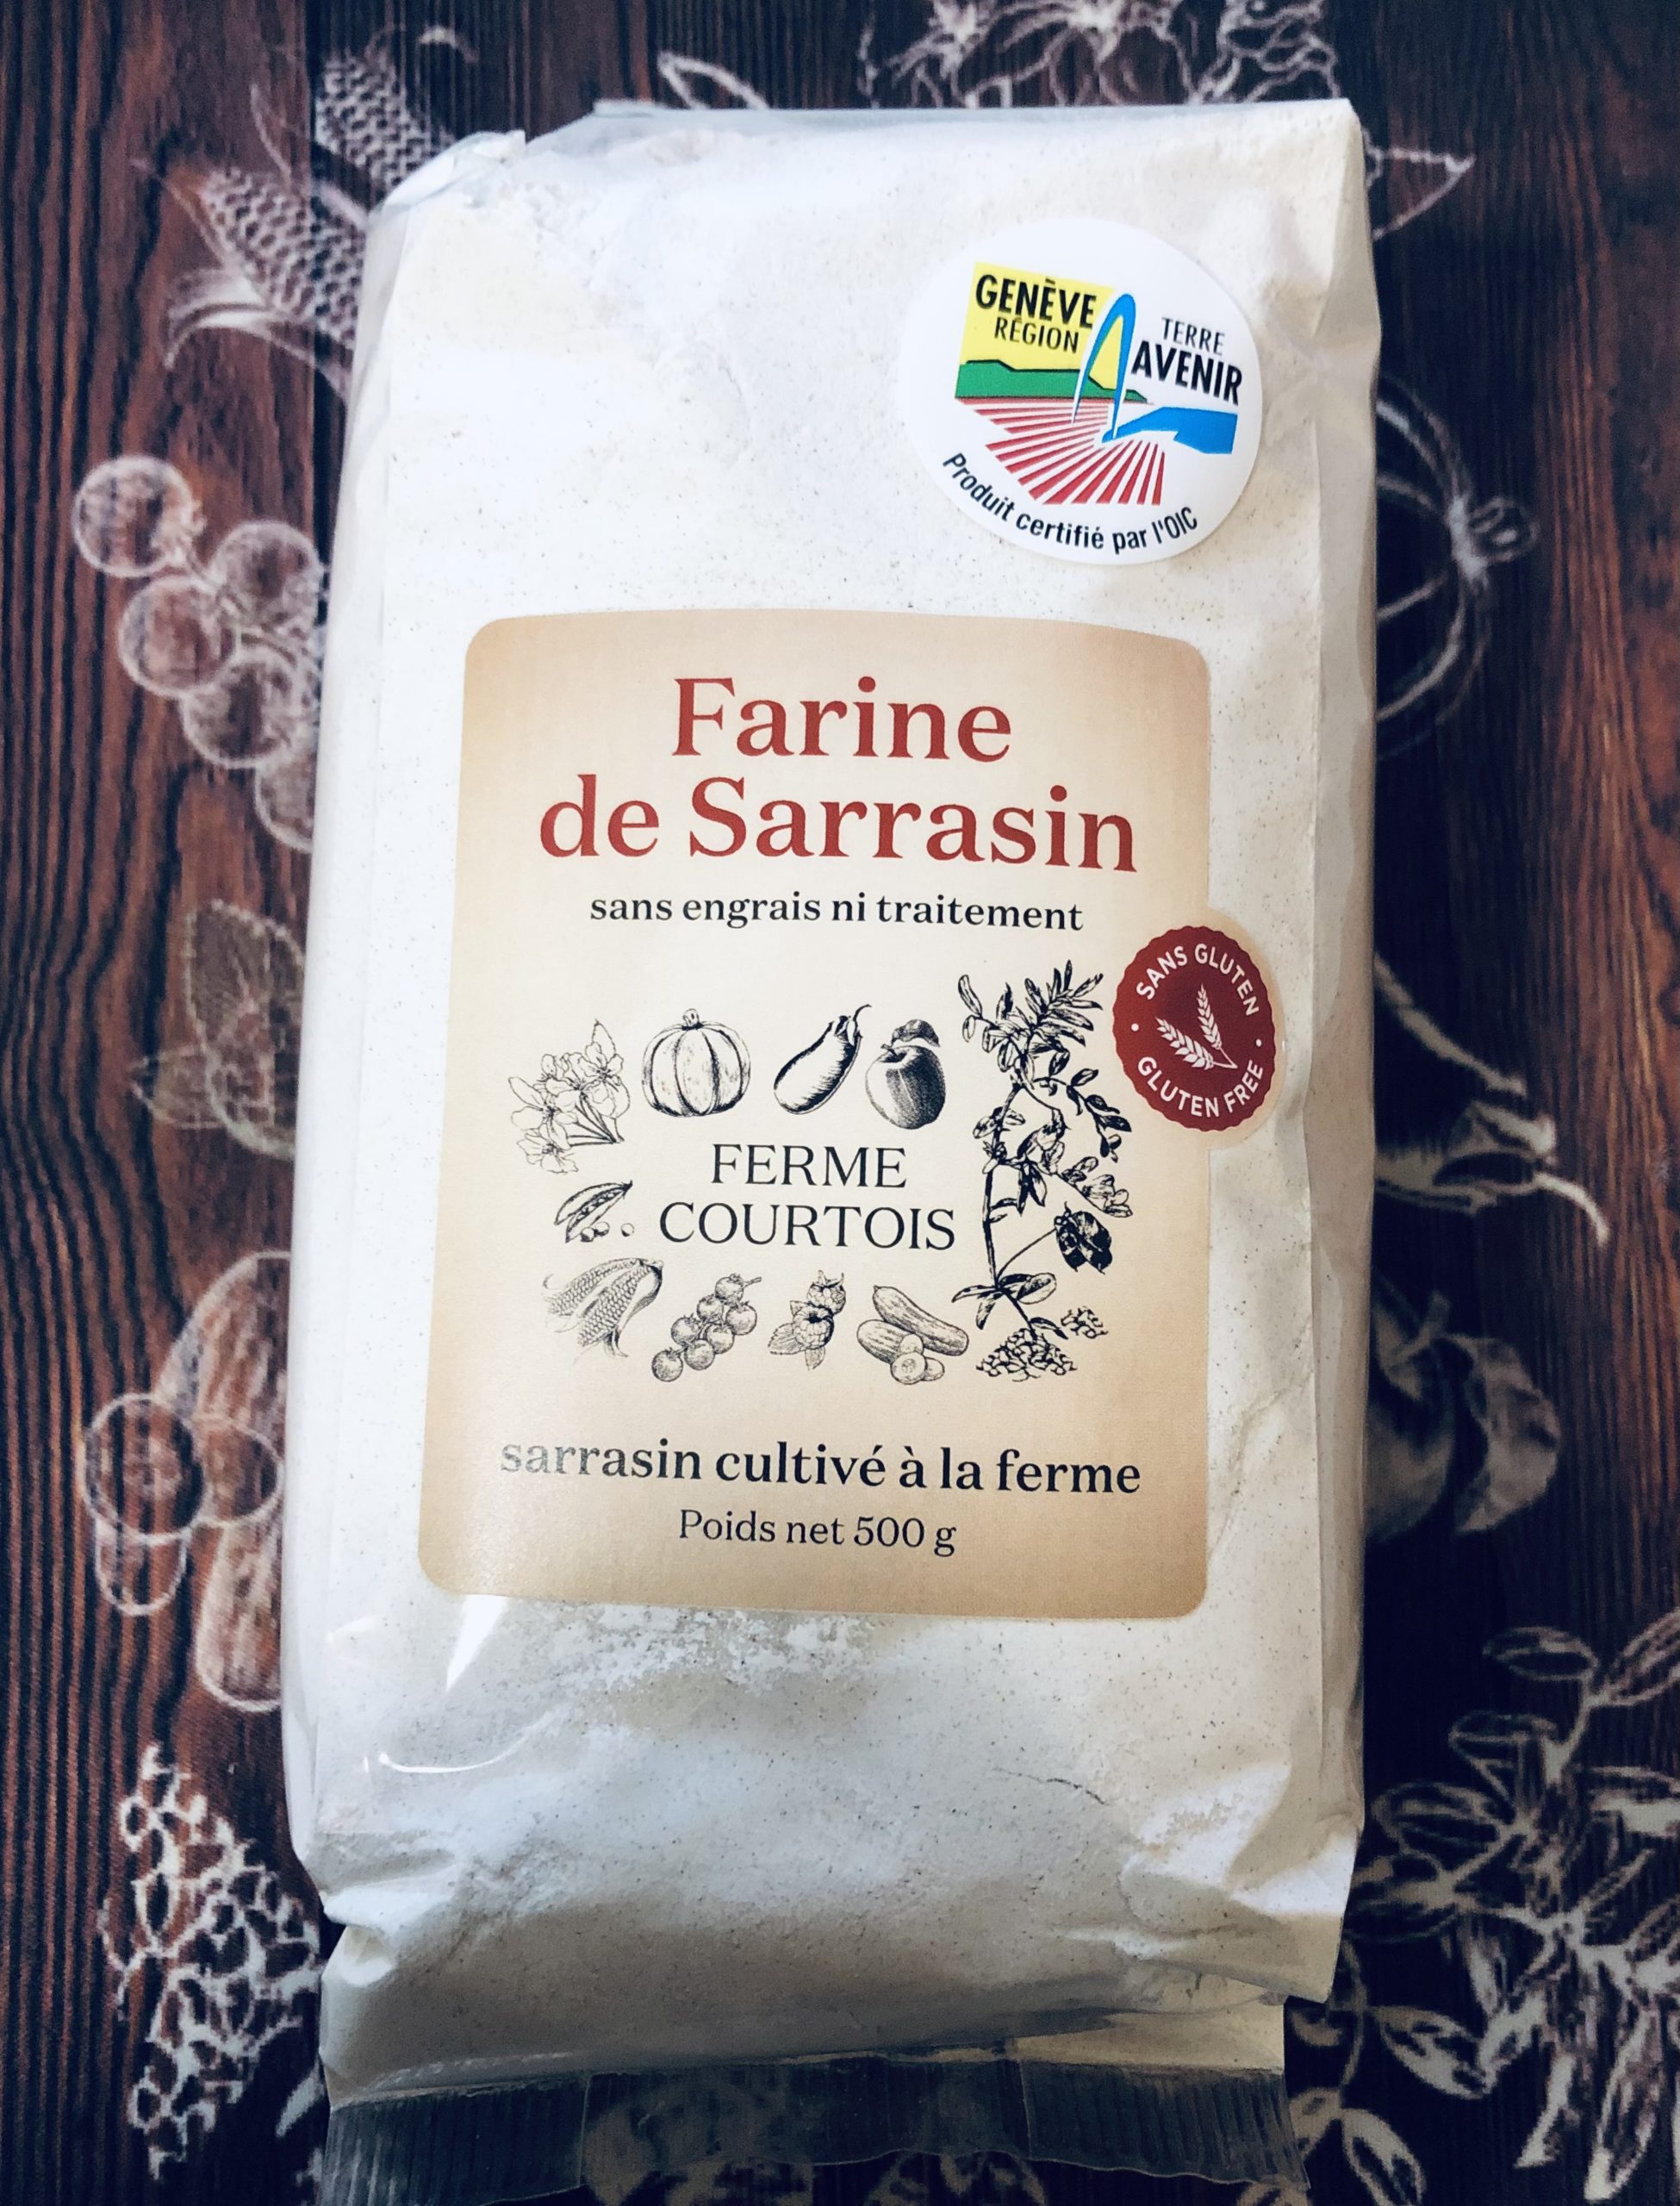 GENÈVE
RÉGION
TERRE
AVENIR
Produit certifié par l'OIC
Farine
de Sarrasin
sans engrais ni traitement
SANS GLUTEN
GLUTEN FREE
FERME
COURTOIS
sarrasin cultivé à la ferme
Poids net 500 g